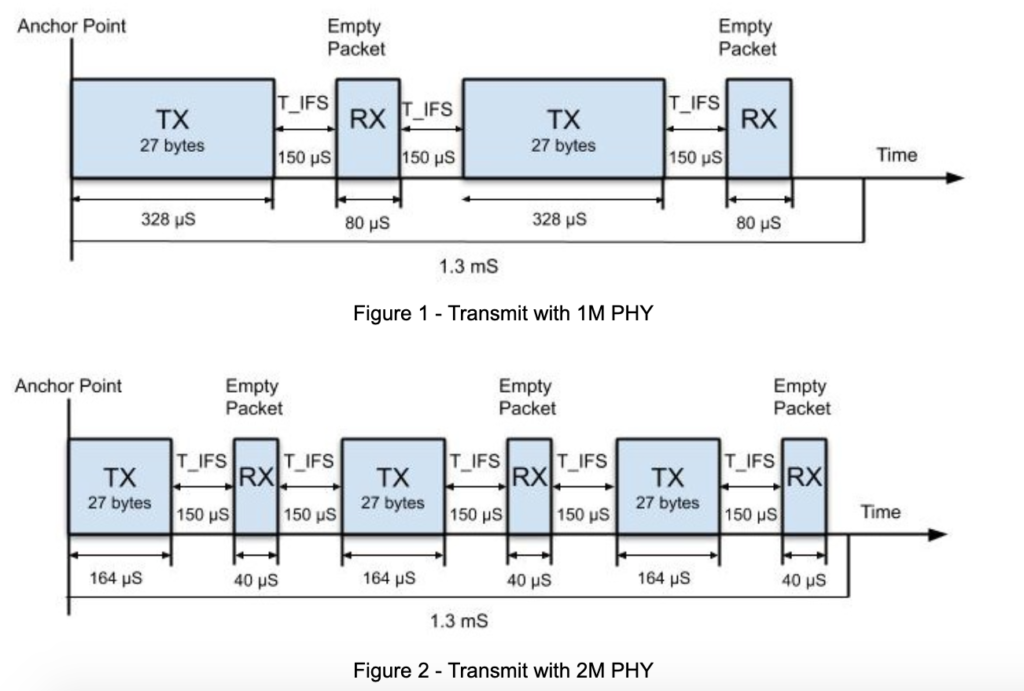 Anchor Point
Empty
Packet
Empty
Packet
TX
27 bytes
T_IFS
150 µS
RX
T_IFS
150 µS
TX
27 bytes
T_IFS
150 µS
RX
Time
328 µS
80 µS
328 µS
80 µS
1.3 mS
Figure 1 - Transmit with 1M PHY
Anchor Point
Empty
Packet
Empty
Packet
Empty
Packet
TX
27 bytes
T_IFS
150 µS
RX
T_IFS
150 µS
TX
27 bytes
T_IFS
150 µS
RX
T_IFS
150 µS
TX
27 bytes
T_IFS
150 µS
RX
Time
164 µS
40 µS
164 µS
40 µS
164 µS
40 µS
1.3 mS
Figure 2 - Transmit with 2M PHY